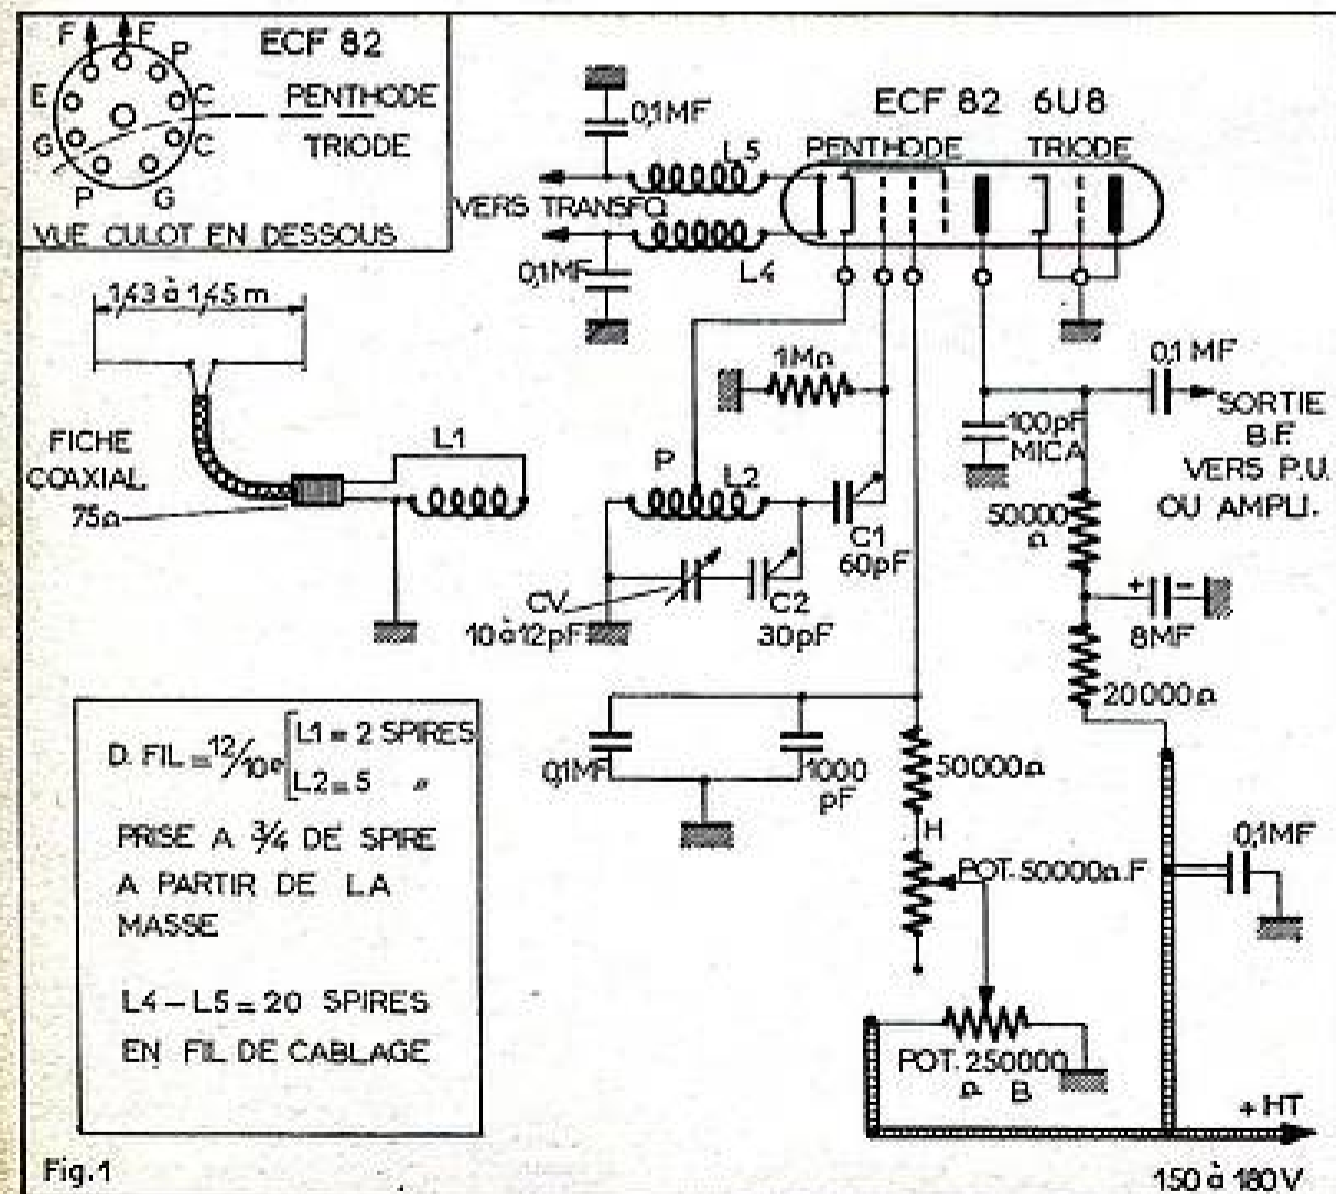 ECF 82
F F
P
E
C
PENTHODE
G
C
TRIODE
P
G
VUE CULOT EN DESSOUS
0,1MF
ECF 82 6U8
L5
PENTHODE
TRIODE
VERS TRANSFO.
0,1MF
L4
1,43 à 1,45 m
1MΩ
0,1 MF
FICHE
COAXIAL
75Ω
L1
P
L2
C1
60pF
CV
10 à 12pF
C2
30pF
100pF
MICA
SORTIE
B.F.
VERS P.U.
OU AMPLI.
50000
Ω
+ -
8MF
20000Ω
D. FIL = 12/10e
L1 = 2 SPIRES
L2 = 5 "
PRISE A 3/4 DE SPIRE
A PARTIR DE LA
MASSE
L4 - L5 = 20 SPIRES
EN FIL DE CABLAGE
0,1MF
1000
pF
50000Ω
H
POT. 50000Ω.F
0,1MF
POT. 250000
Ω B
+ HT
150 à 180V
Fig.1